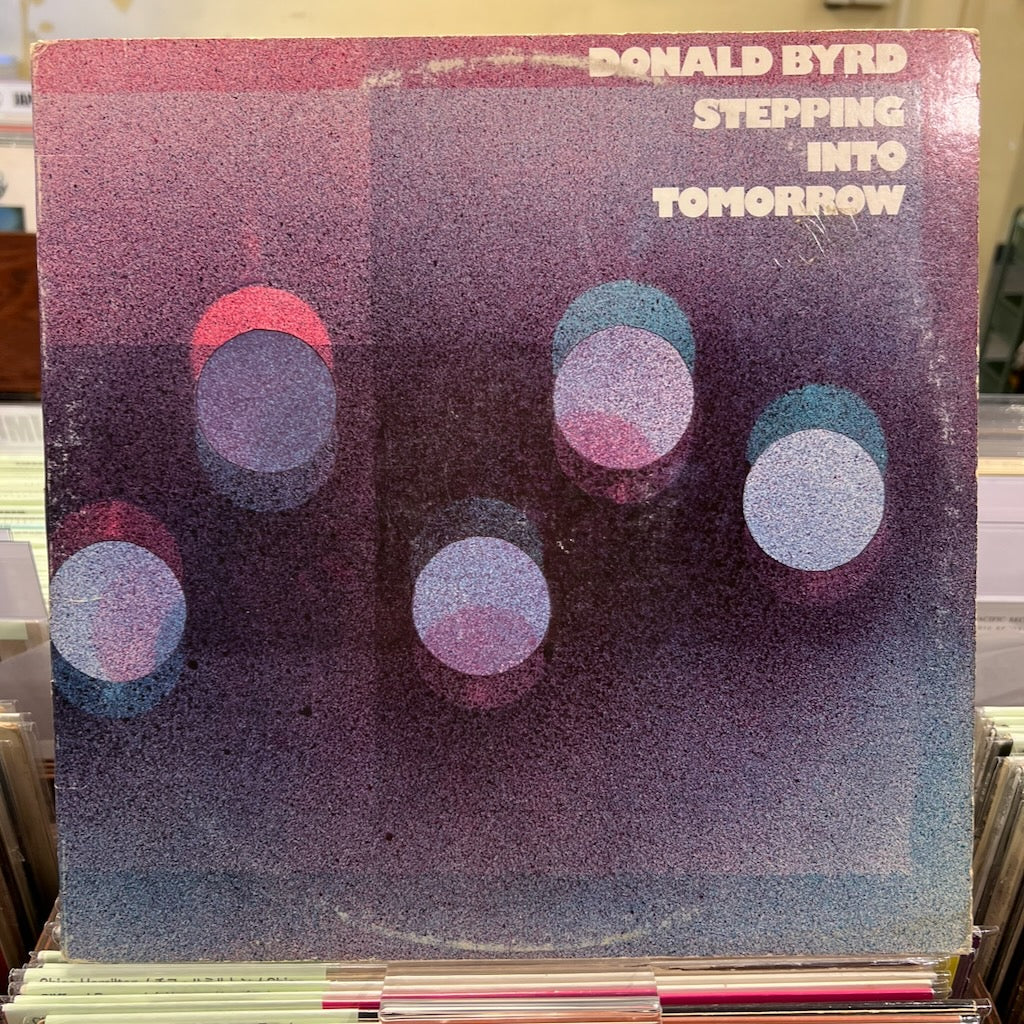 DONALD BYRD
STEPPING
INTO
TOMORROW